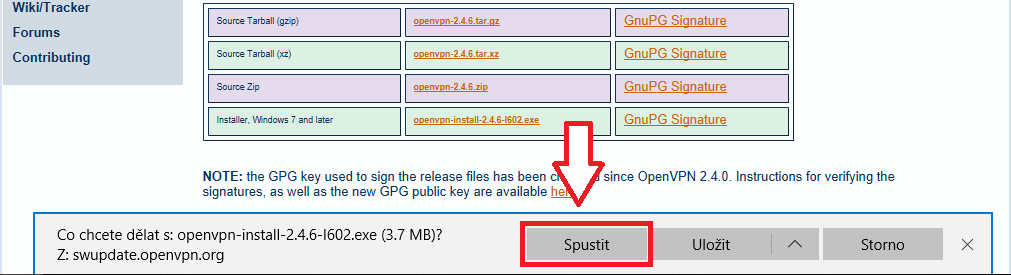 Wiki/Tracker
Forums
Contributing
Source Tarball (gzip) openvpn-2.4.6.tar.gz GnuPG Signature
Source Tarball (xz) openvpn-2.4.6.tar.xz GnuPG Signature
Source Zip openvpn-2.4.6.zip GnuPG Signature
Installer, Windows 7 and later openvpn-install-2.4.6-I602.exe GnuPG Signature
NOTE: the GPG key used to sign the release files has been since OpenVPN 2.4.0. Instructions for verifying the
signatures, as well as the new GPG public key are available
Co chcete dělat s: openvpn-install-2.4.6-I602.exe (3.7 MB)?
Z: swupdate.openvpn.org
Spustit Uložit Storno